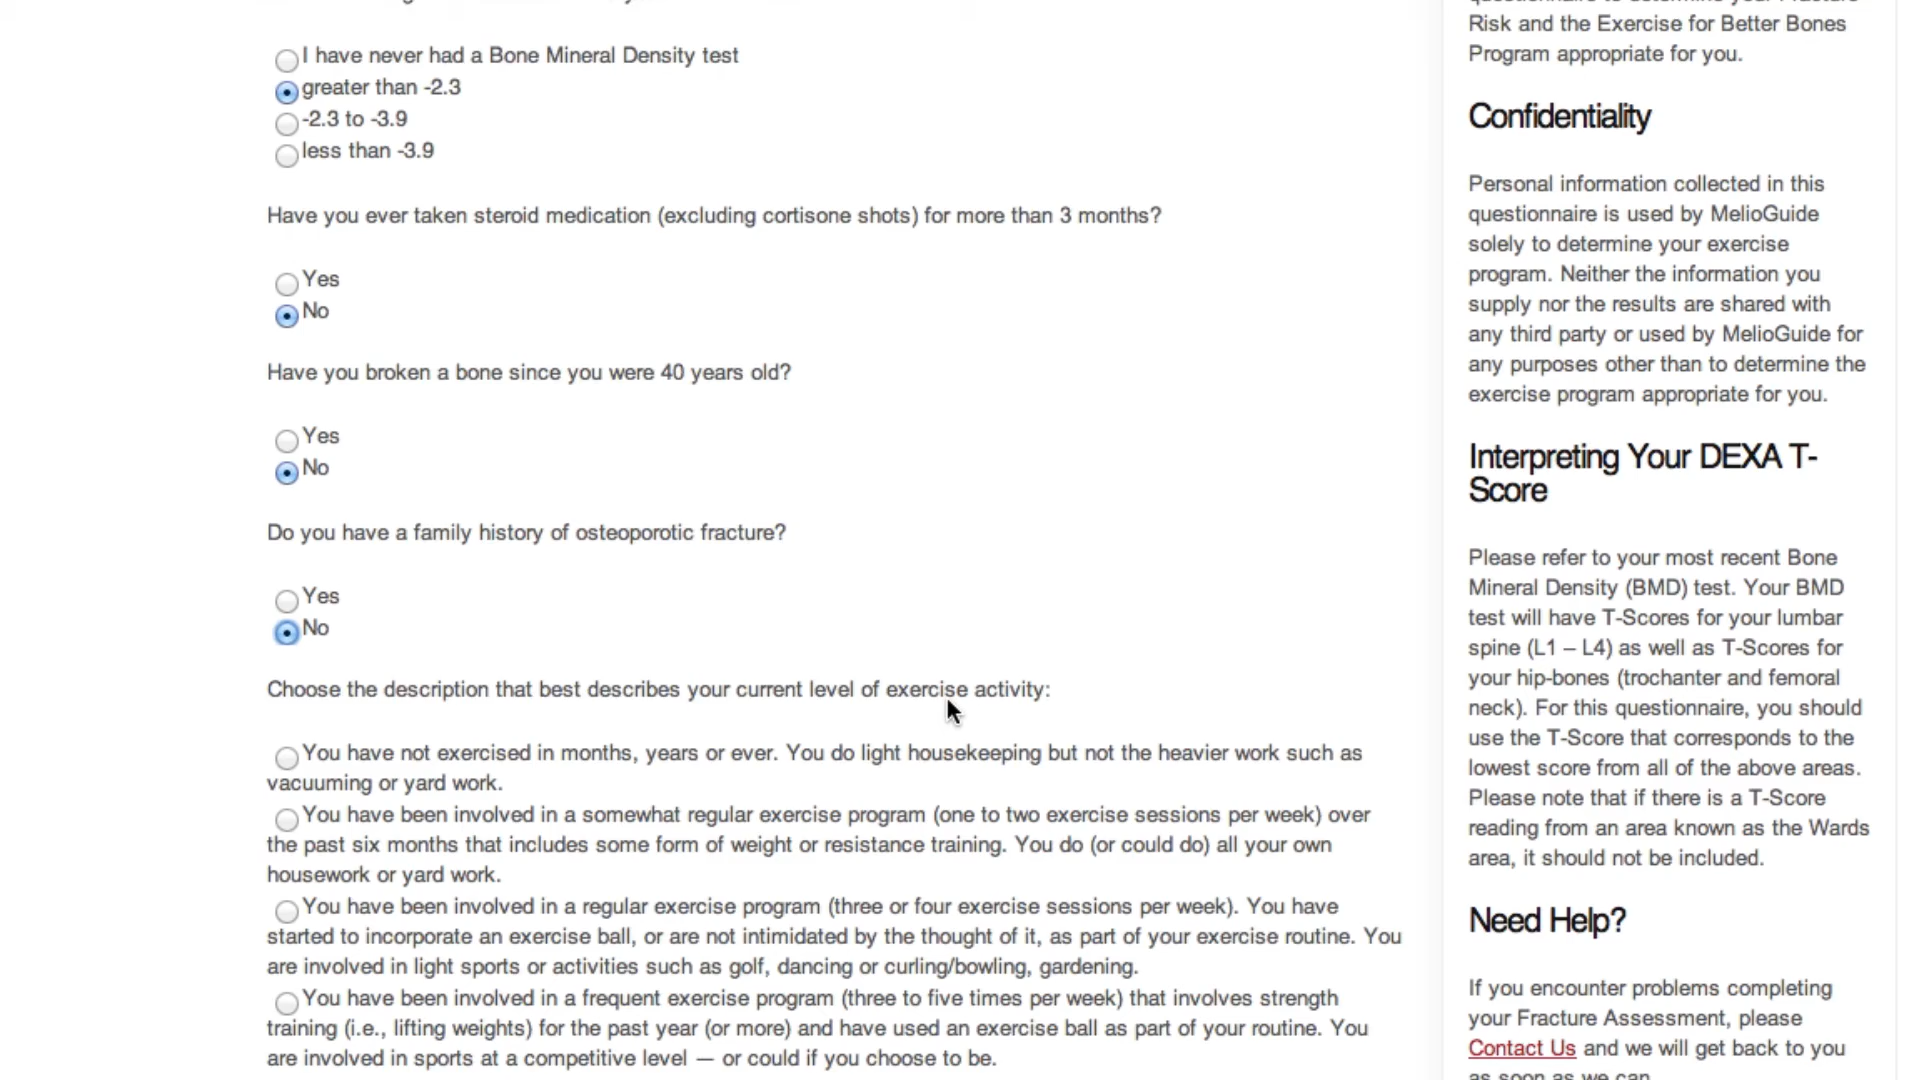 I have never had a Bone Mineral Density test
greater than -2.3
-2.3 to -3.9
less than -3.9
Have you ever taken steroid medication (excluding cortisone shots) for more than 3 months?
Yes
No
Have you broken a bone since you were 40 years old?
Yes
No
Do you have a family history of osteoporotic fracture?
Yes
No
Choose the description that best describes your current level of exercise activity:
You have not exercised in months, years or ever. You do light housekeeping but not the heavier work such as
vacuuming or yard work.
You have been involved in a somewhat regular exercise program (one to two exercise sessions per week) over
the past six months that includes some form of weight or resistance training. You do (or could do) all your own
housework or yard work.
You have been involved in a regular exercise program (three or four exercise sessions per week). You have
started to incorporate an exercise ball, or are not intimidated by the thought of it, as part of your exercise routine. You
are involved in light sports or activities such as golf, dancing or curling/bowling, gardening.
You have been involved in a frequent exercise program (three to five times per week) that involves strength
training (i.e., lifting weights) for the past year (or more) and have used an exercise ball as part of your routine. You
are involved in sports at a competitive level — or could if you choose to be.
questionnaire to determine your Fracture
Risk and the Exercise for Better Bones
Program appropriate for you.
Confidentiality
Personal information collected in this
questionnaire is used by MelioGuide
solely to determine your exercise
program. Neither the information you
supply nor the results are shared with
any third party or used by MelioGuide for
any purposes other than to determine the
exercise program appropriate for you.
Interpreting Your DEXA T-
Score
Please refer to your most recent Bone
Mineral Density (BMD) test. Your BMD
test will have T-Scores for your lumbar
spine (L1 – L4) as well as T-Scores for
your hip-bones (trochanter and femoral
neck). For this questionnaire, you should
use the T-Score that corresponds to the
lowest score from all of the above areas.
Please note that if there is a T-Score
reading from an area known as the Wards
area, it should not be included.
Need Help?
If you encounter problems completing
your Fracture Assessment, please
Contact Us and we will get back to you
as soon as we can